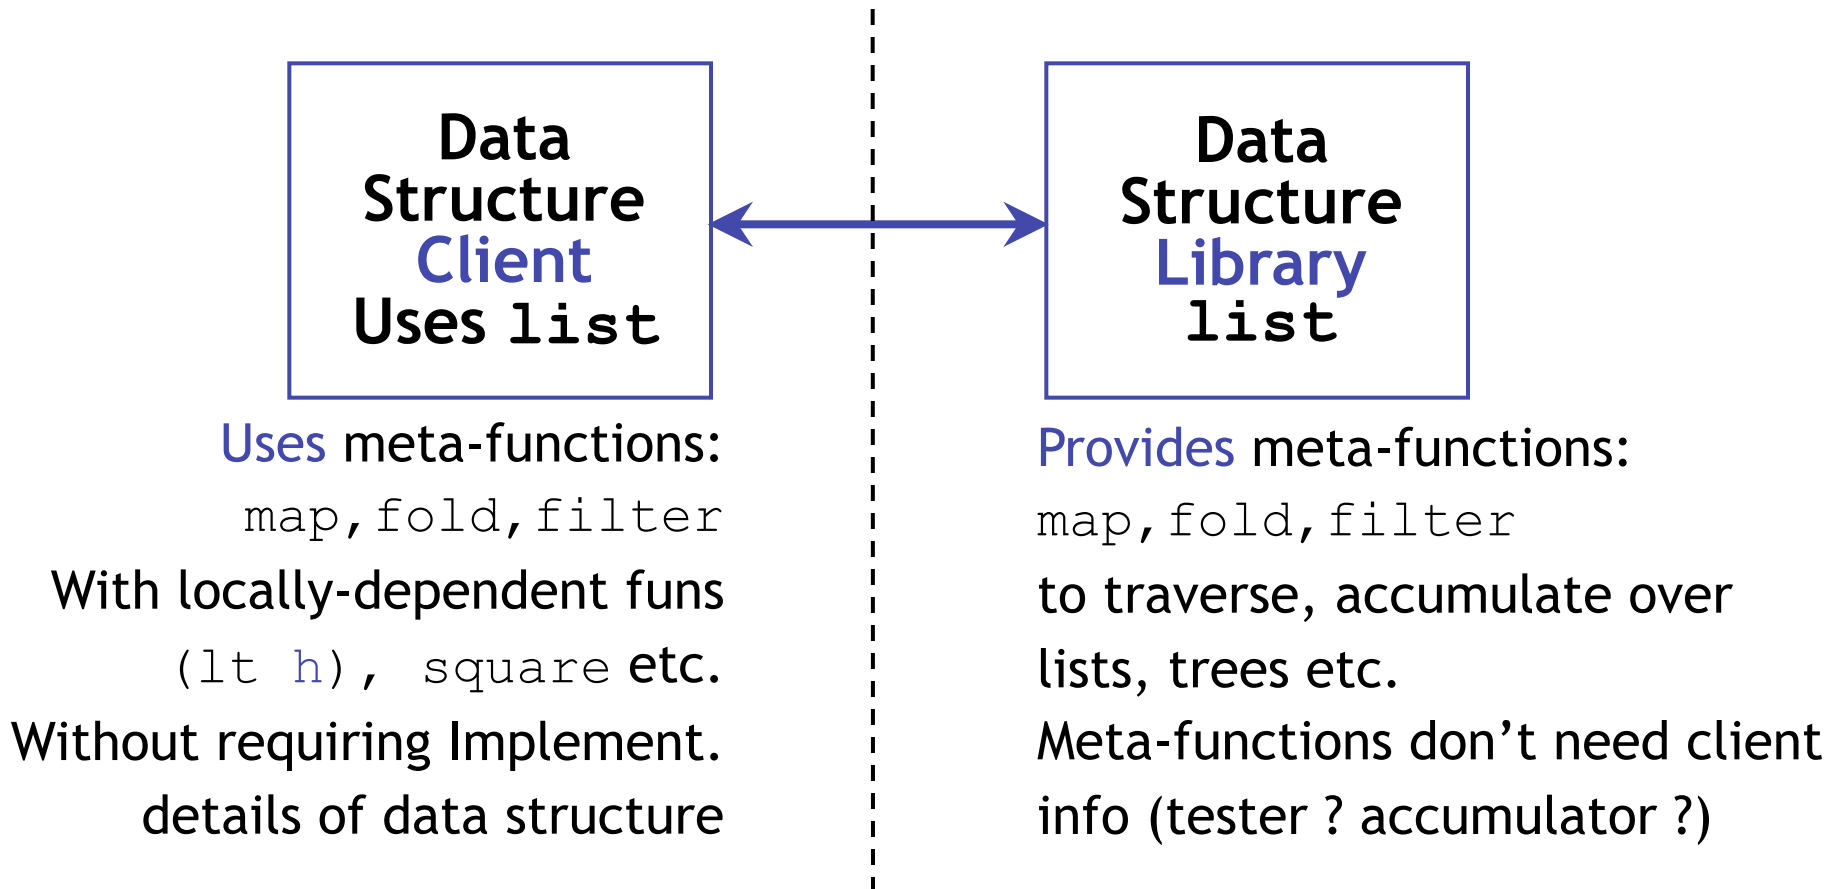 Data
Structure
Client
Uses list
Uses meta-functions:
map,fold,filter
With locally-dependent funs
(lt h), square etc.
Without requiring Implement.
details of data structure
Data
Structure
Library
list
Provides meta-functions:
map,fold,filter
to traverse, accumulate over
lists, trees etc.
Meta-functions don’t need client
info (tester ? accumulator ?)